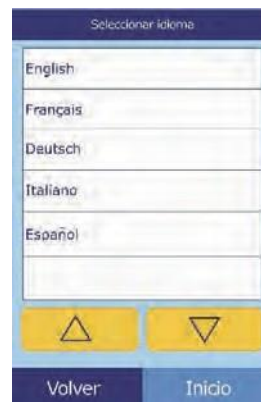 Seleccionar idioma
English
Français
Deutsch
Italiano
Español
Volver Inicio